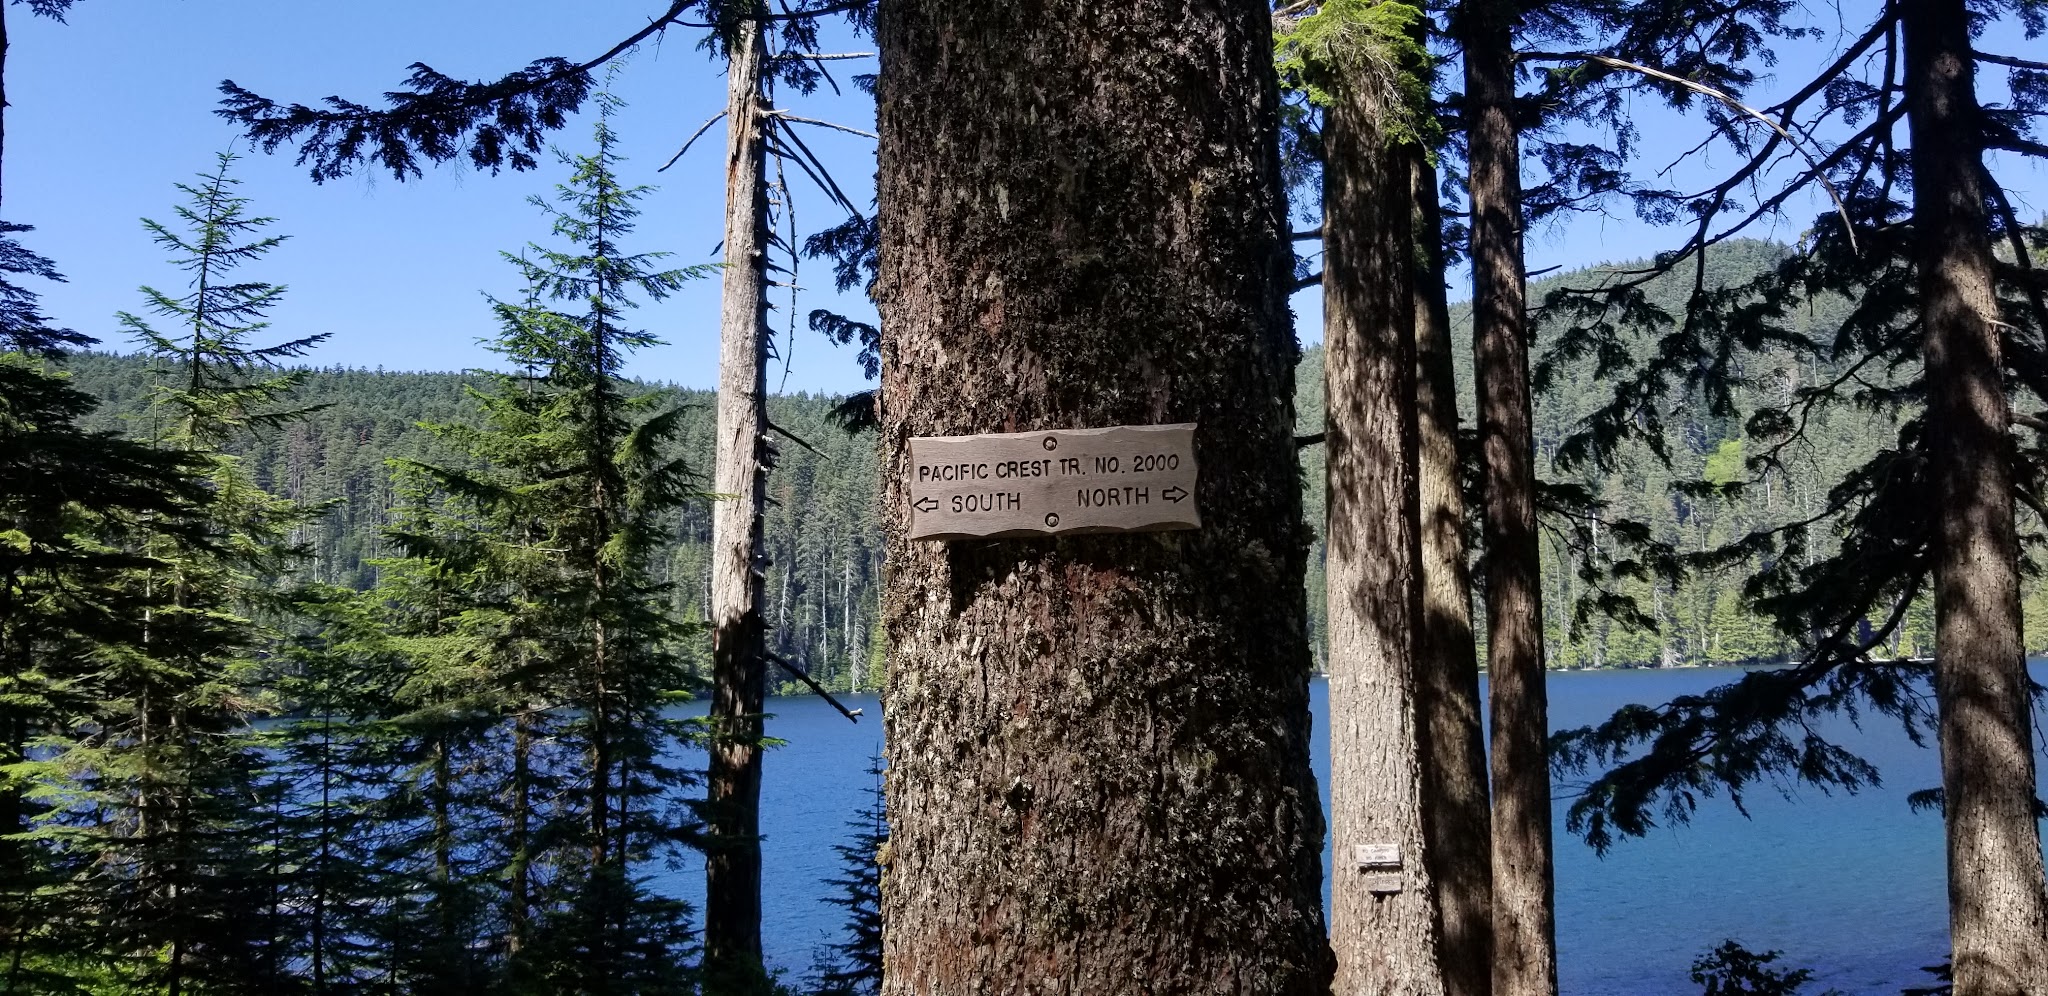 PACIFIC CREST TR. NO. 2000
⇦ SOUTH NORTH ⇨